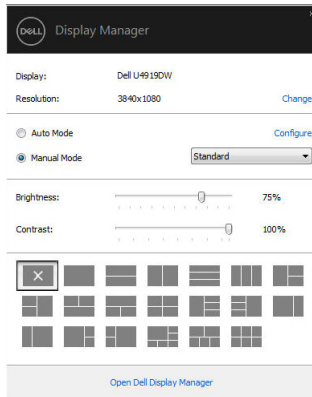 DELL Display Manager
Display: Dell U4919DW
Resolution: 3840x1080 Change
Auto Mode Configure
Manual Mode Standard
Brightness: 75%
Contrast: 100%
Open Dell Display Manager